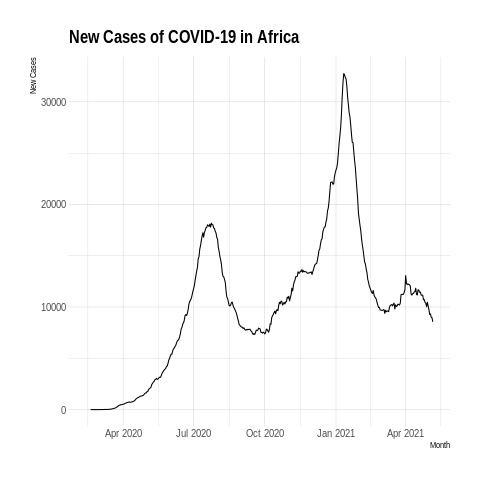 New Cases of COVID-19 in Africa
New Cases
30000
20000
10000
0
Apr 2020 Jul 2020 Oct 2020 Jan 2021 Apr 2021
Month